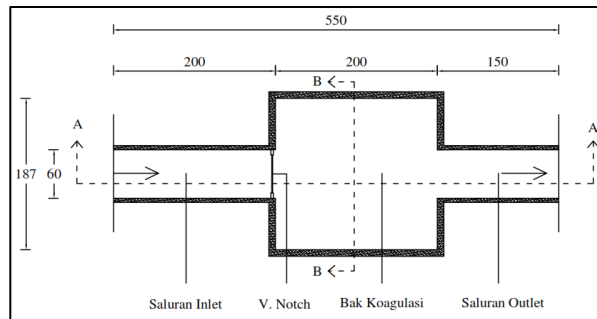 550
200
200
150
B
A
A
187
60
B
Saluran Inlet
V. Notch
Bak Koagulasi
Saluran Outlet